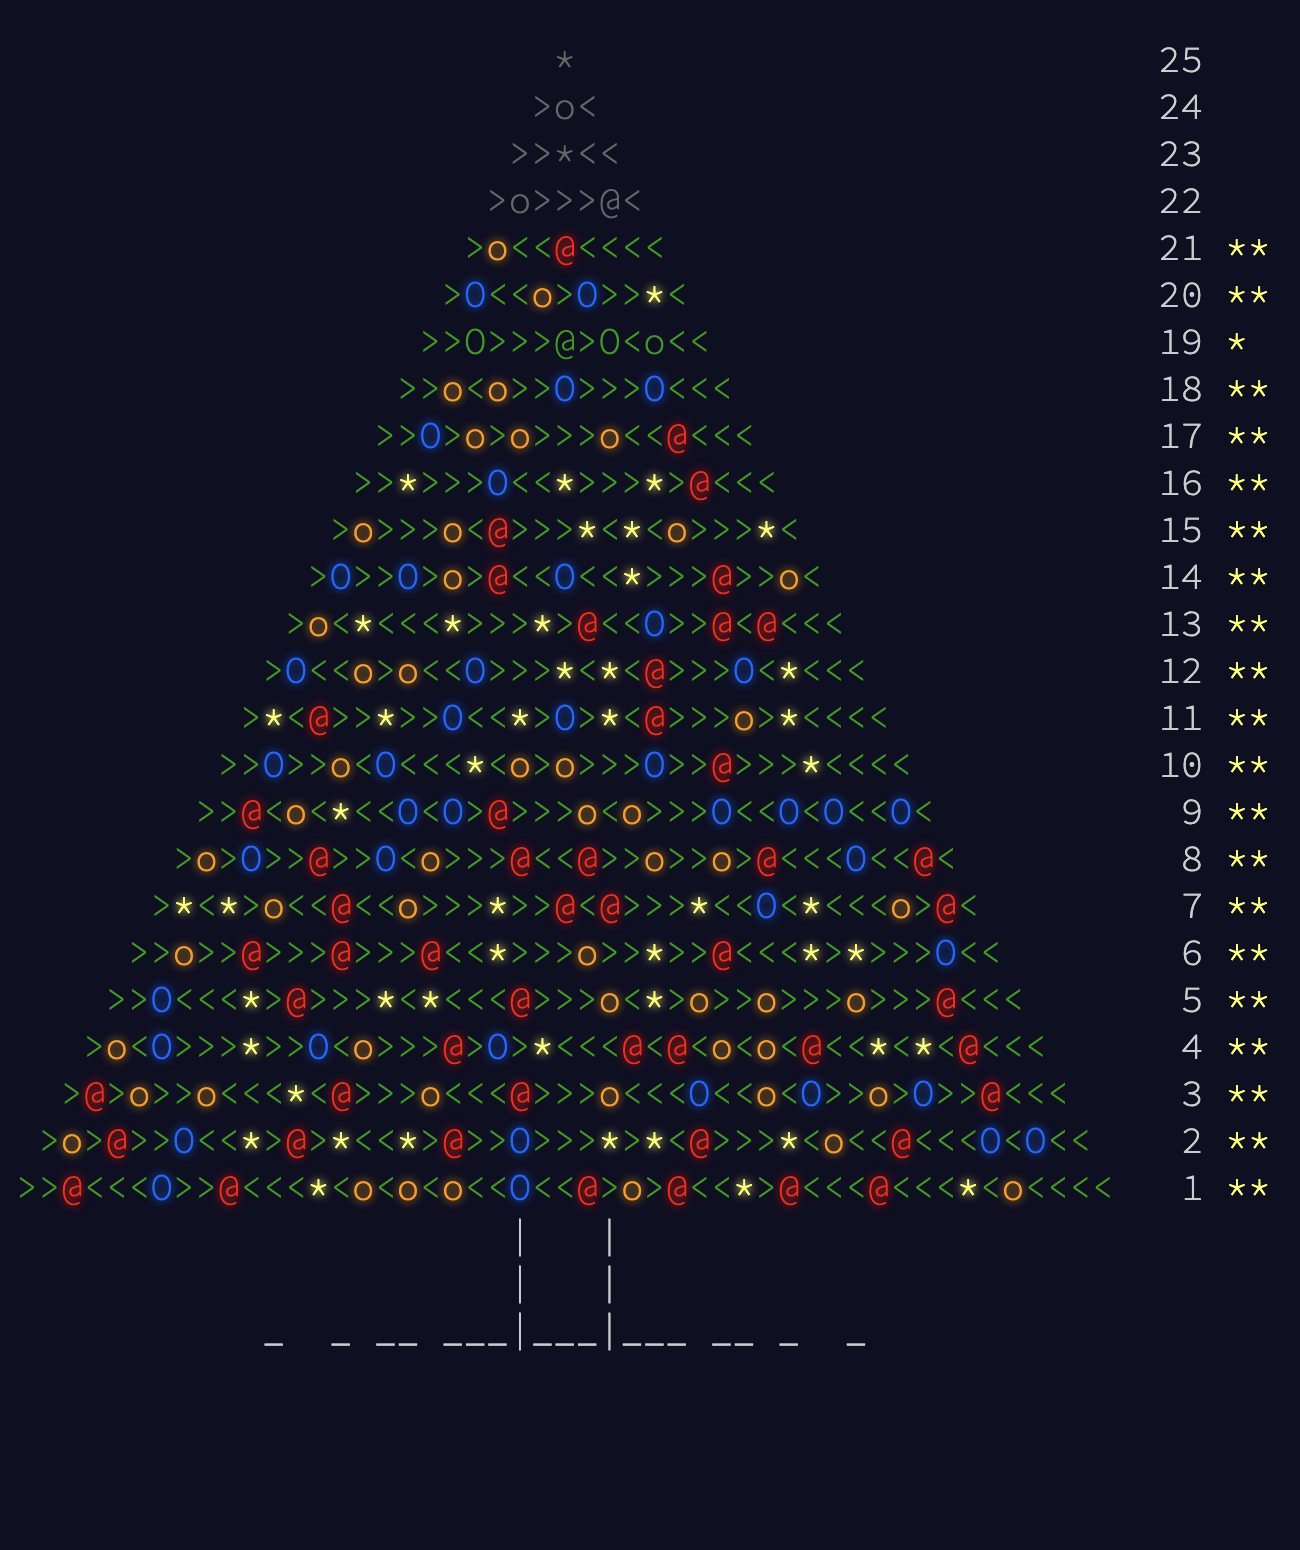 *                          25
           >o<                         24
          >>*<<                        23
         >o>>>@<                       22
        >o<<@<<<<                      21 **
       >O<<o>O>>*<                     20 **
      >>O>>>@>O<o<<                    19 *
     >>o<o>>O>>>O<<<                   18 **
    >>O>o>o>>>o<<@<<<                  17 **
   >>*>>>O<<*>>>*>@<<<                 16 **
  >o>>>o<@>>>*<*<o>>>*<                15 **
 >O>>O>o>@<<O<<*>>>@>>o<               14 **
>o<*<<<*>>>*>@<<O>>@<@<<<              13 **
>O<<o>o<<O>>>*<*<@>>>O<*<<<            12 **
>*<@>>*>>O<<*>O>*<@>>>o>*<<<<          11 **
>>O>>o<O<<<*<o>o>>>O>>@>>>*<<<<        10 **
>>@<o<*<<O<O>@>>>o<o>>>O<<O<O<<O<       9 **
>o>O>>@>>O<o>>>@<<@>>o>>o>@<<<O<<@<     8 **
>*<*>o<<@<<o>>>*>>@<@>>>*<<O<*<<<o>@<   7 **
>>o>>@>>>@>>>@<<*>>>o>>*>>@<<<*>*>>>O<<   6 **
>>O<<<*>@>>>*<*<<<@>>>o<*>o>>o>>>o>>>@<<<   5 **
>o<O>>>*>>O<o>>>@>O>*<<<@<@<o<o<@<<*<*<@<<<   4 **
>@>o>>o<<<*<@>>>o<<<@>>>o<<<O<<o<O>>o>O>>@<<<   3 **
>o>@>>O<<*>@>*<<*>@>>O>>>*>*<@>>>*<o<<@<<<O<O<<   2 **
>>@<<<O>>@<<<*<o<o<o<<O<<@>o>@<<*>@<<<@<<<*<o<<<<   1 **
|   |
|   |
_  _ __ ___|___|___ __ _  _